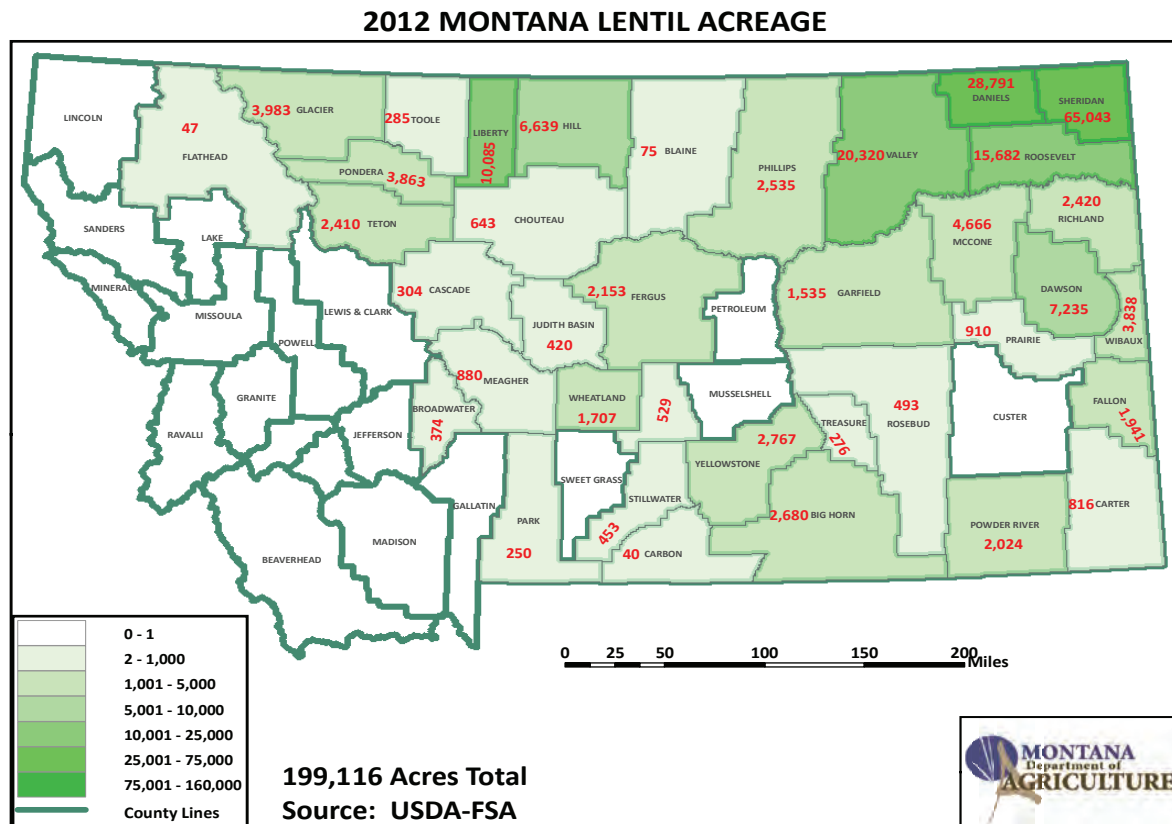 2012 MONTANA LENTIL ACREAGE
LINCOLN
47
FLATHEAD
3,983 GLACIER
285 TOOLE
LIBERTY
10,085
6,639 HILL
75 BLAINE
PHILLIPS
2,535
20,320 VALLEY
28,791
DANIELS
SHERIDAN
65,043
15,682 ROOSEVELT
PONDERA 3,863
2,410 TETON
643 CHOUTEAU
SANDERS
LAKE
4,666
MCCONE
2,420
RICHLAND
MINERAL
MISSOULA
POWELL
LEWIS & CLARK
304 CASCADE
JUDITH BASIN
420
2,153 FERGUS
PETROLEUM
1,535 GARFIELD
DAWSON
7,235
3,838
WIBAUX
910
PRAIRIE
880 MEAGHER
BROADWATER
374
WHEATLAND
1,707
529
MUSSELSHELL
TREASURE
276
493
ROSEBUD
CUSTER
FALLON
1,941
RAVALLI
GRANITE
JEFFERSON
GALLATIN
SWEET GRASS
STILLWATER
453
YELLOWSTONE
2,767
2,680 BIG HORN
POWDER RIVER
2,024
816 CARTER
BEAVERHEAD
MADISON
PARK
250
40 CARBON
0 - 1
2 - 1,000
1,001 - 5,000
5,001 - 10,000
10,001 - 25,000
25,001 - 75,000
75,001 - 160,000
County Lines
0 25 50 100 150 200
Miles
199,116 Acres Total
Source: USDA-FSA
MONTANA
Department of
AGRICULTURE